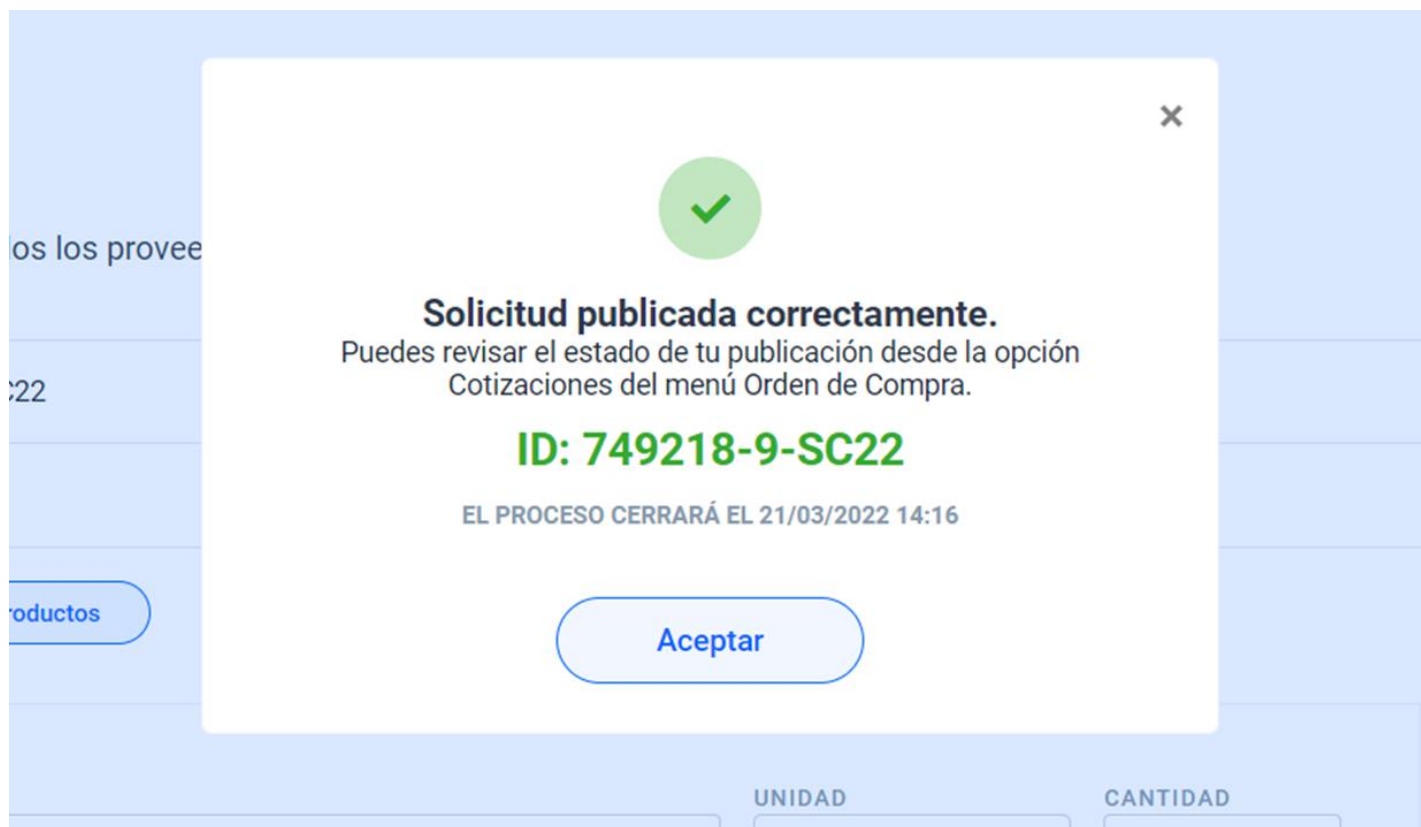 los los provee
Solicitud publicada correctamente.
Puedes revisar el estado de tu publicación desde la opción
Cotizaciones del menú Orden de Compra.
C22
ID: 749218-9-SC22
EL PROCESO CERRARÁ EL 21/03/2022 14:16
roductos
Aceptar
UNIDAD
CANTIDAD